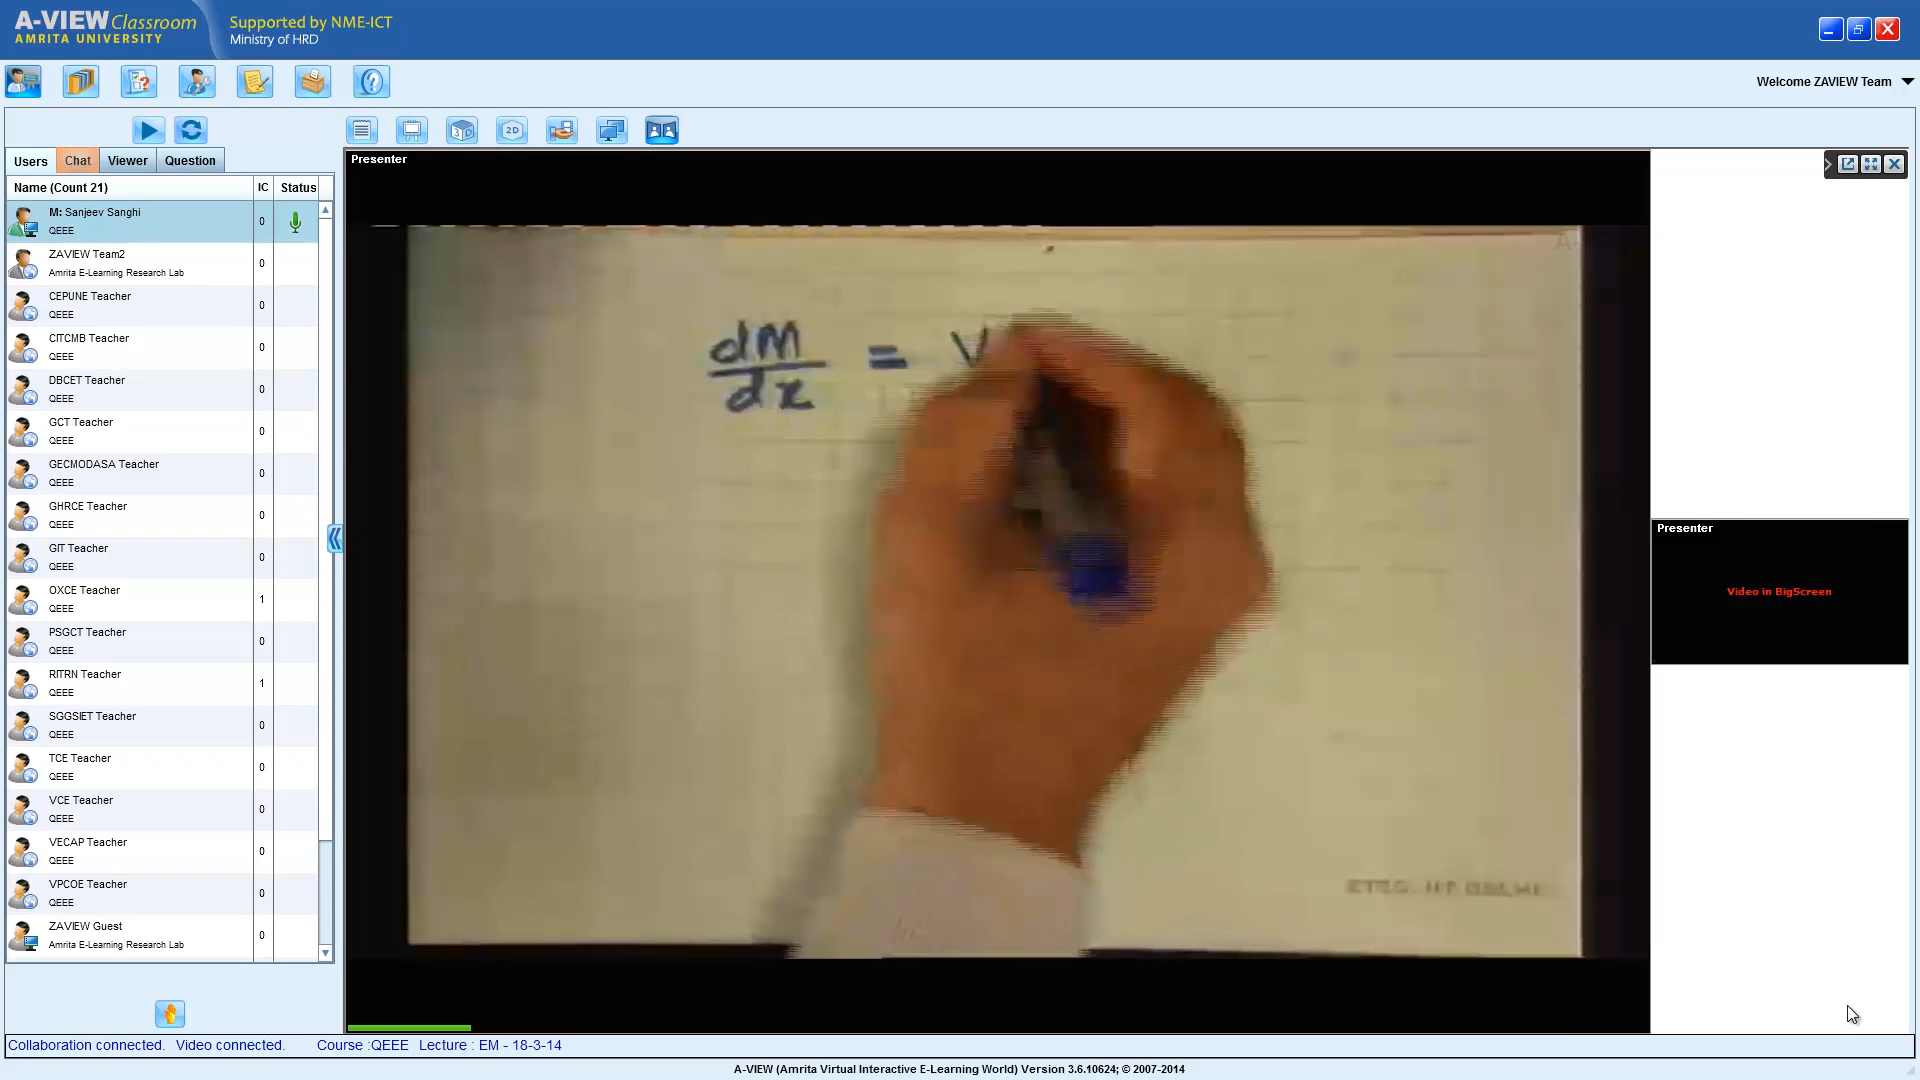 A-VIEW Classroom
AMRITA UNIVERSITY
Supported by NME-ICT
Ministry of HRD
Welcome ZAVIEW Team
3D
2D
Users Chat Viewer Question
Name (Count 21) IC Status
M: Sanjeev Sanghi
QEEE
0
ZAVIEW Team2
Amrita E-Learning Research Lab
0
CEPUNE Teacher
QEEE
0
CITCMB Teacher
QEEE
0
DBCET Teacher
QEEE
0
GCT Teacher
QEEE
0
GECMODASA Teacher
QEEE
0
GHRCE Teacher
QEEE
0
GIT Teacher
QEEE
0
OXCE Teacher
QEEE
1
PSGCT Teacher
QEEE
0
RITRN Teacher
QEEE
1
SGGSIET Teacher
QEEE
0
TCE Teacher
QEEE
0
VCE Teacher
QEEE
0
VECAP Teacher
QEEE
0
VPCOE Teacher
QEEE
0
ZAVIEW Guest
Amrita E-Learning Research Lab
0
Presenter
dM
= V
dx
Presenter
Video in BigScreen
Collaboration connected. Video connected. Course :QEEE Lecture : EM - 18-3-14
A-VIEW (Amrita Virtual Interactive E-Learning World) Version 3.6.10624; © 2007-2014